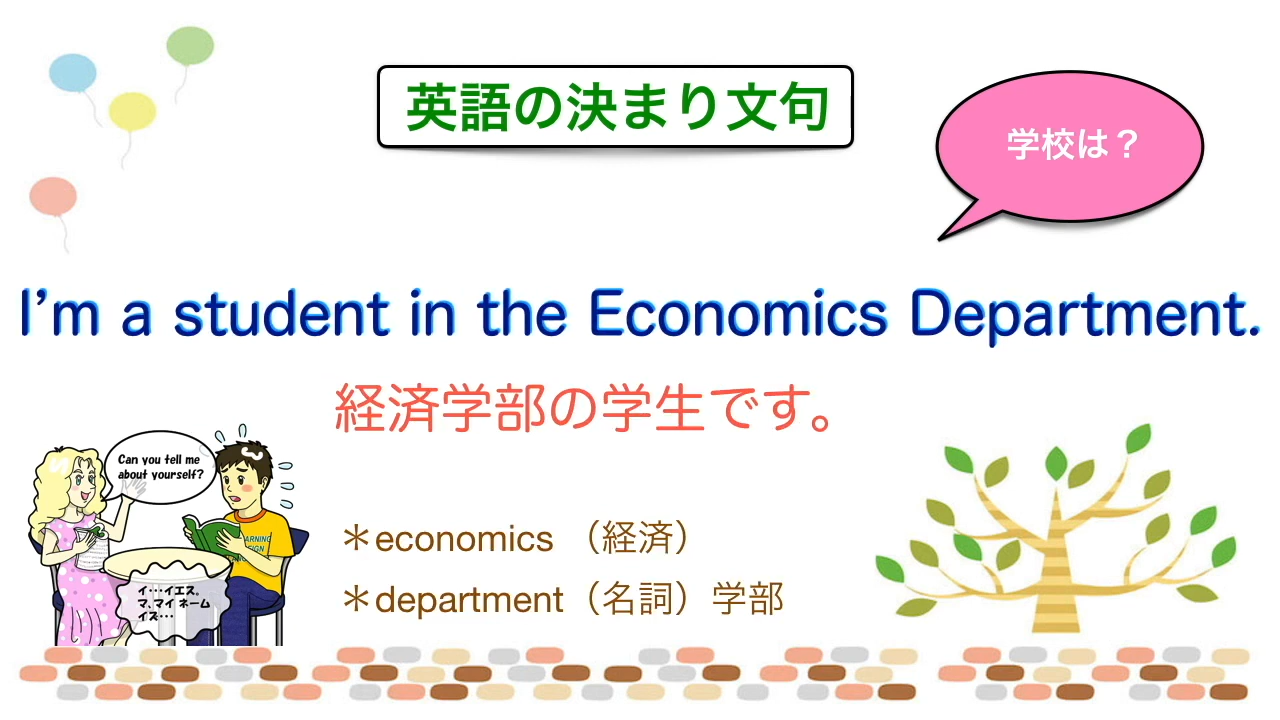 英語の決まり文句
学校は？
I'm a student in the Economics Department.
経済学部の学生です。
Can you tell me
about yourself?
イ・・・イエス。
マ、マイ ネーム
イズ・・・
＊economics （経済）
＊department（名詞）学部